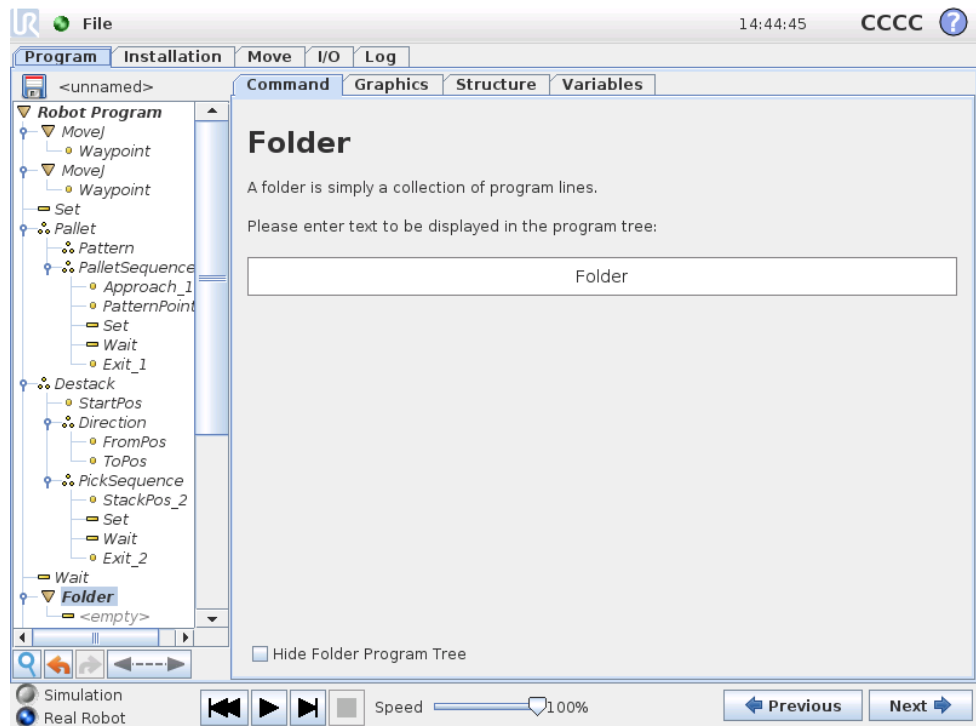 UR File 14:44:45 CCCC ?
Program Installation Move I/O Log
<unnamed>
Command Graphics Structure Variables
Robot Program
MoveJ
Waypoint
MoveJ
Waypoint
Set
Pallet
Pattern
PalletSequence
Approach_1
PatternPoint
Set
Wait
Exit_1
Destack
StartPos
Direction
FromPos
ToPos
PickSequence
StackPos_2
Set
Wait
Exit_2
Wait
Folder
<empty>
Folder
A folder is simply a collection of program lines.
Please enter text to be displayed in the program tree:
Folder
Hide Folder Program Tree
Simulation
Real Robot
Speed 100%
Previous Next